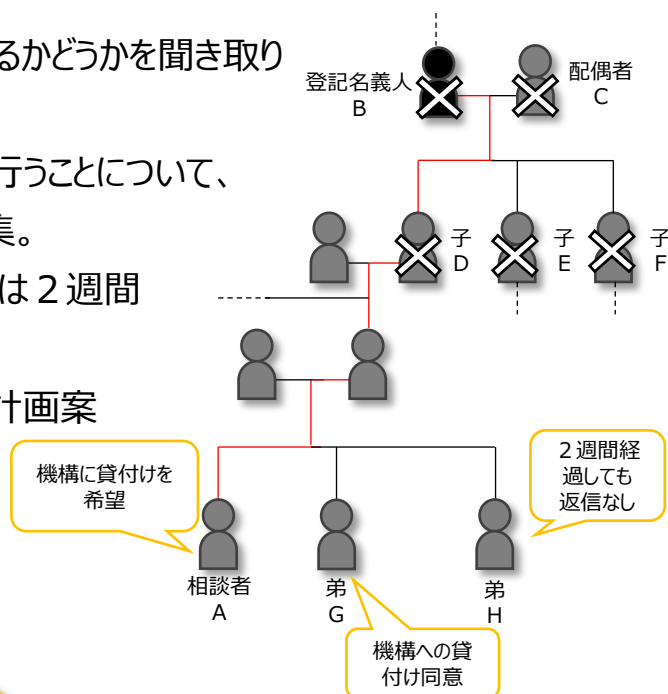 るかどうかを聞き取り
登記名義人
B
配偶者
C
行うことについて、
集。
は２週間
子
D
子
E
子
F
計画案
機構に貸付けを
希望
２週間経
過しても
返信なし
相談者
A
弟
G
弟
H
機構への貸
付け同意